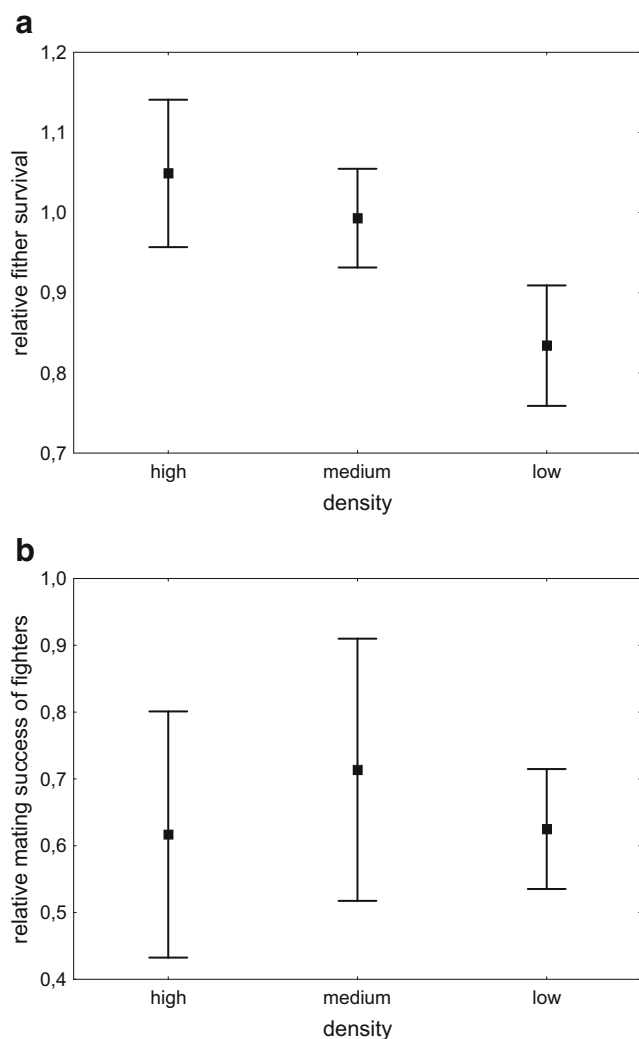 a
1,2
1,1
1,0
0,9
0,8
0,7
relative fither survival
high medium low
density
b
1,0
0,9
0,8
0,7
0,6
0,5
0,4
relative mating success of fighters
high medium low
density